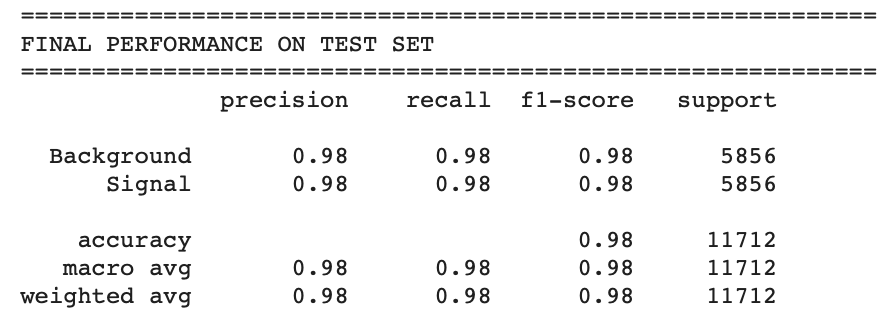 ============================================================
FINAL PERFORMANCE ON TEST SET
============================================================
              precision    recall  f1-score   support

  Background       0.98      0.98      0.98      5856
      Signal       0.98      0.98      0.98      5856

    accuracy                           0.98     11712
   macro avg       0.98      0.98      0.98     11712
weighted avg       0.98      0.98      0.98     11712